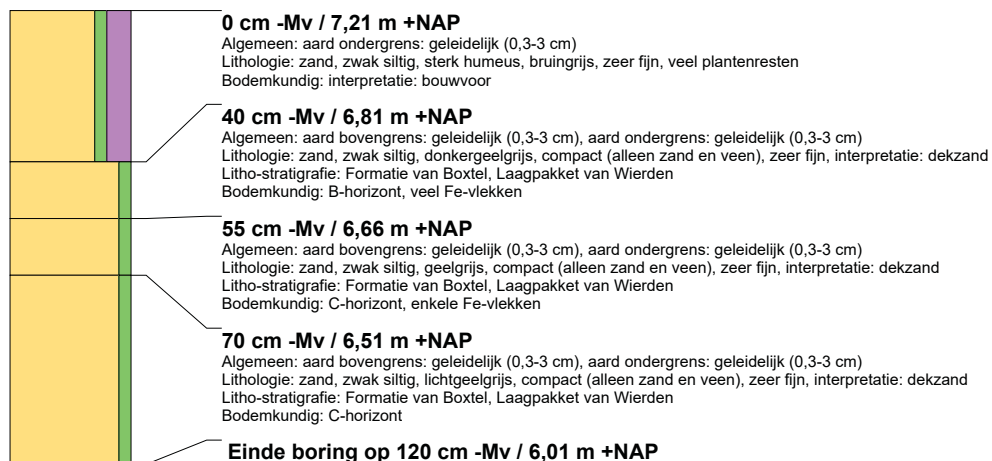 0 cm -Mv / 7,21 m +NAP
Algemeen: aard ondergrens: geleidelijk (0,3-3 cm)
Lithologie: zand, zwak siltig, sterk humeus, bruingrijs, zeer fijn, veel plantenresten
Bodemkundig: interpretatie: bouwvoor
40 cm -Mv / 6,81 m +NAP
Algemeen: aard bovengrens: geleidelijk (0,3-3 cm), aard ondergrens: geleidelijk (0,3-3 cm)
Lithologie: zand, zwak siltig, donkergeelgrijs, compact (alleen zand en veen), zeer fijn, interpretatie: dekzand
Litho-stratigrafie: Formatie van Boxtel, Laagpakket van Wierden
Bodemkundig: B-horizont, veel Fe-vlekken
55 cm -Mv / 6,66 m +NAP
Algemeen: aard bovengrens: geleidelijk (0,3-3 cm), aard ondergrens: geleidelijk (0,3-3 cm)
Lithologie: zand, zwak siltig, geelgrijs, compact (alleen zand en veen), zeer fijn, interpretatie: dekzand
Litho-stratigrafie: Formatie van Boxtel, Laagpakket van Wierden
Bodemkundig: C-horizont, enkele Fe-vlekken
70 cm -Mv / 6,51 m +NAP
Algemeen: aard bovengrens: geleidelijk (0,3-3 cm), aard ondergrens: geleidelijk (0,3-3 cm)
Lithologie: zand, zwak siltig, lichtgeelgrijs, compact (alleen zand en veen), zeer fijn, interpretatie: dekzand
Litho-stratigrafie: Formatie van Boxtel, Laagpakket van Wierden
Bodemkundig: C-horizont
Einde boring op 120 cm -Mv / 6,01 m +NAP